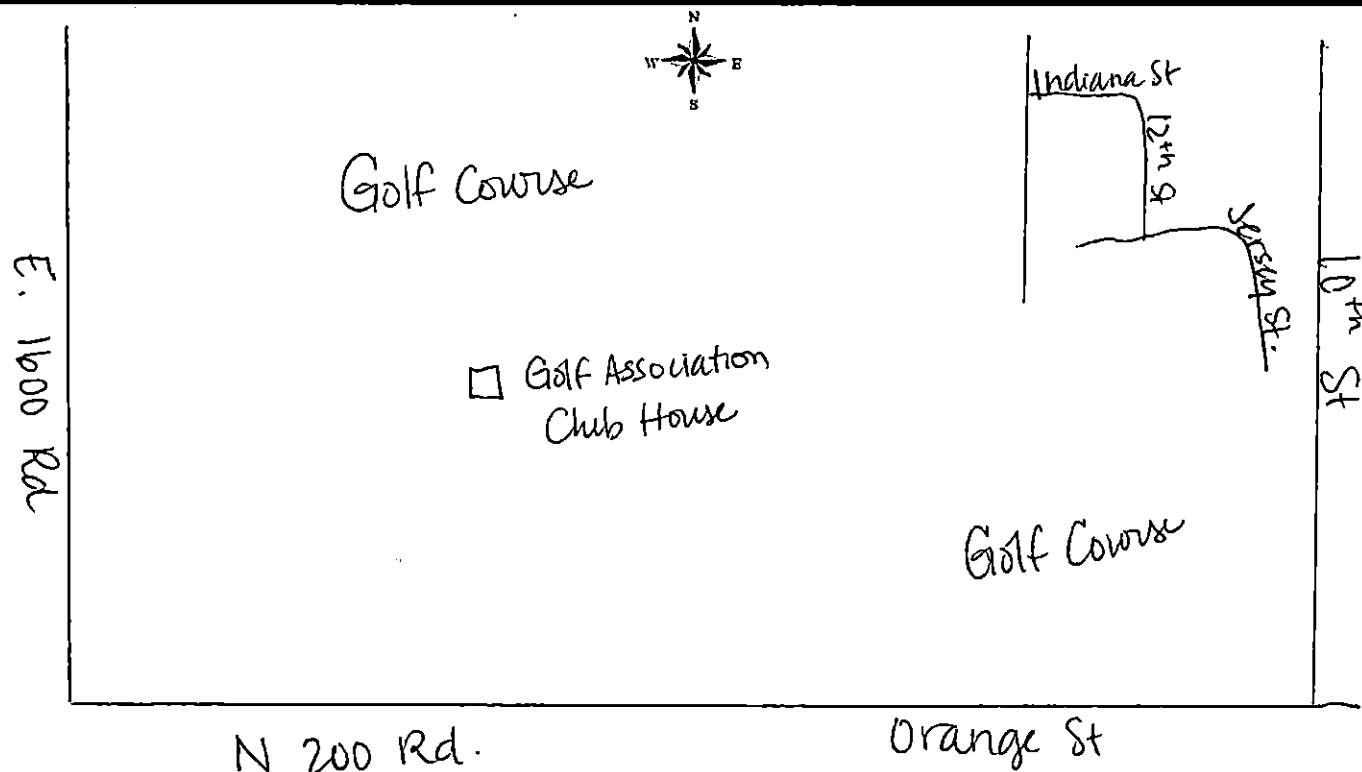 N
W E
S
Indiana St
12th St
Jersey St.
10th St
Golf Course
E. 1600 Rd
Golf Association
Club House
Golf Course
N 200 Rd.
Orange St